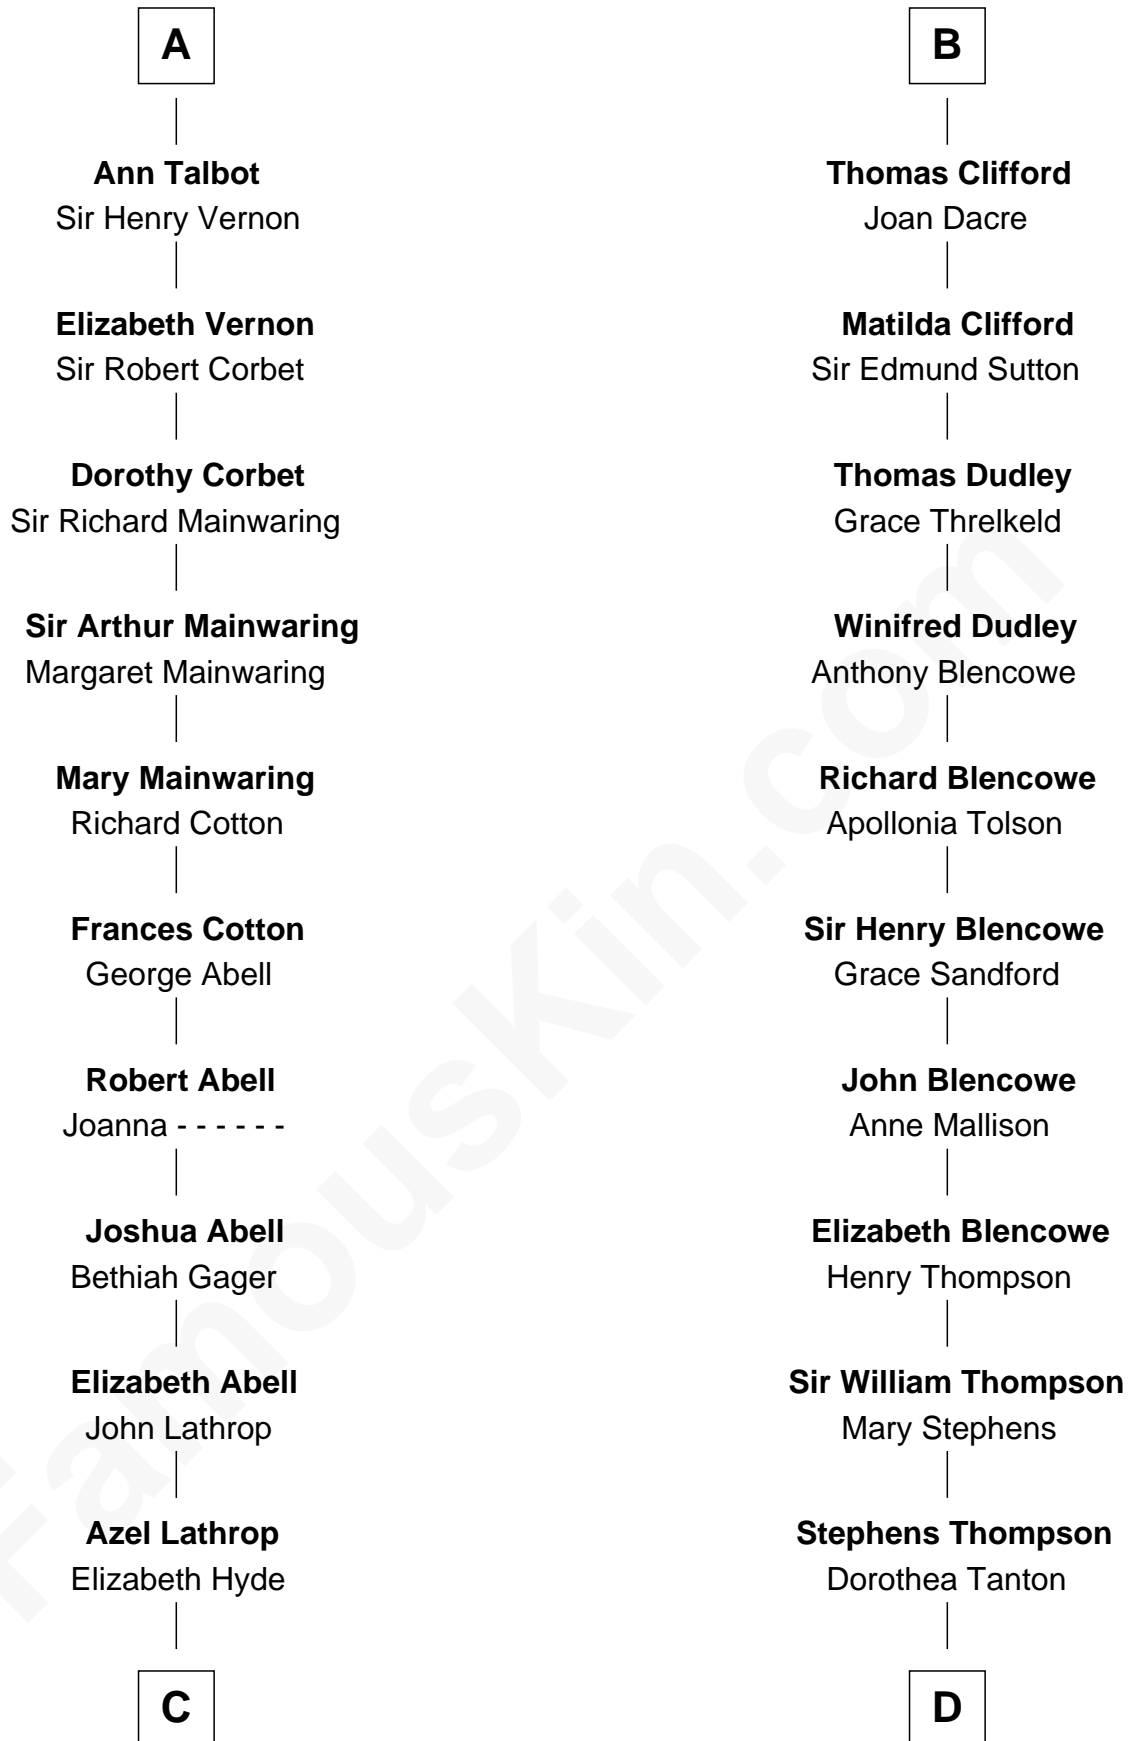 A
Ann Talbot
Sir Henry Vernon
Elizabeth Vernon
Sir Robert Corbet
Dorothy Corbet
Sir Richard Mainwaring
Sir Arthur Mainwaring
Margaret Mainwaring
Mary Mainwaring
Richard Cotton
Frances Cotton
George Abell
Robert Abell
Joanna - - - - - -
Joshua Abell
Bethiah Gager
Elizabeth Abell
John Lathrop
Azel Lathrop
Elizabeth Hyde
C
B
Thomas Clifford
Joan Dacre
Matilda Clifford
Sir Edmund Sutton
Thomas Dudley
Grace Threlkeld
Winifred Dudley
Anthony Blencowe
Richard Blencowe
Apollonia Tolson
Sir Henry Blencowe
Grace Sandford
John Blencowe
Anne Mallison
Elizabeth Blencowe
Henry Thompson
Sir William Thompson
Mary Stephens
Stephens Thompson
Dorothea Tanton
D
FamousKin.com